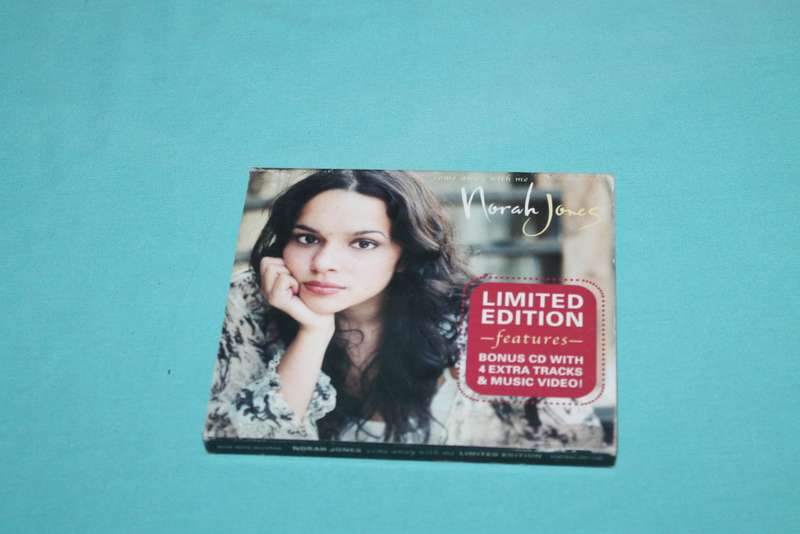 come away with me
Norah Jones
LIMITED
EDITION
—features—
BONUS CD WITH
4 EXTRA TRACKS
& MUSIC VIDEO!
NORAH JONES come away with me LIMITED EDITION